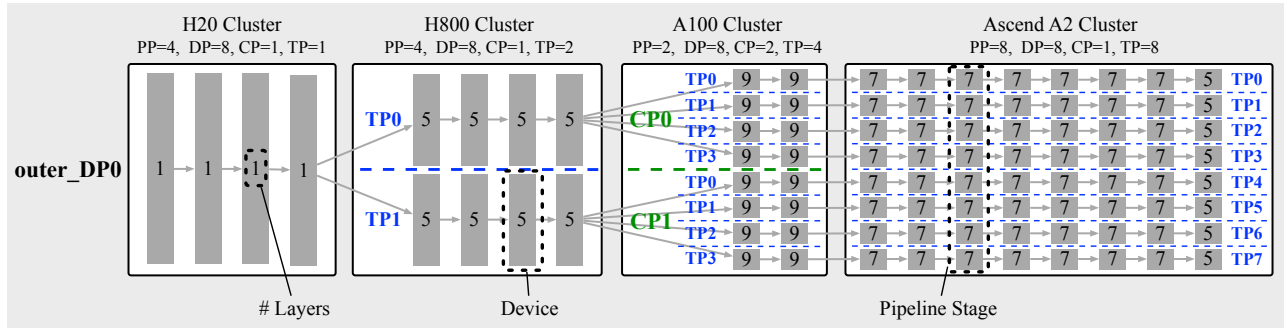 H20 Cluster H800 Cluster A100 Cluster Ascend A2 Cluster
PP=4, DP=8, CP=1, TP=1 PP=4, DP=8, CP=1, TP=2 PP=2, DP=8, CP=2, TP=4 PP=8, DP=8, CP=1, TP=8
TP0 9 9 7 7 7 7 7 7 7 5 TP0
TP1 9 9 7 7 7 7 7 7 7 5 TP1
TP0 5 5 5 5 CP0
TP2 9 9 7 7 7 7 7 7 7 5 TP2
TP3 9 9 7 7 7 7 7 7 7 5 TP3
outer_DP0 1 1 1 1
TP0 9 9 7 7 7 7 7 7 7 5 TP4
TP1 9 9 7 7 7 7 7 7 7 5 TP5
TP1 5 5 5 5 CP1
TP2 9 9 7 7 7 7 7 7 7 5 TP6
TP3 9 9 7 7 7 7 7 7 7 5 TP7
# Layers Device Pipeline Stage